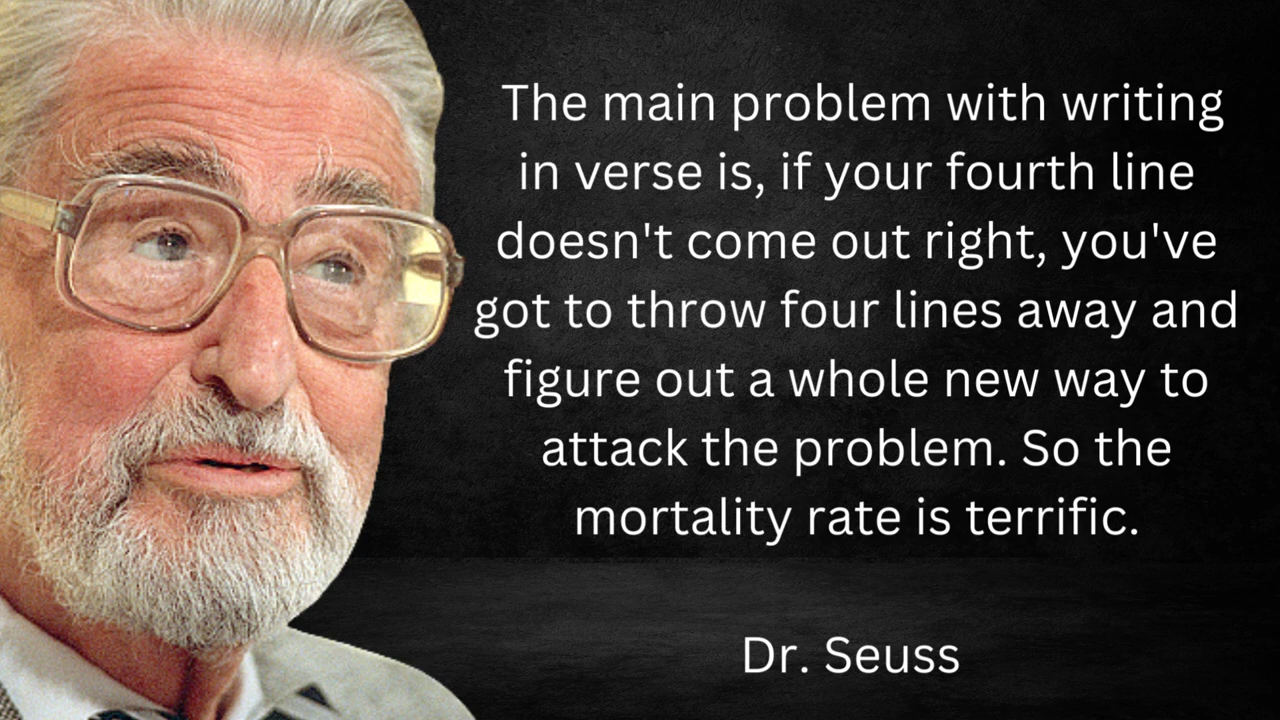 The main problem with writing
in verse is, if your fourth line
doesn't come out right, you've
got to throw four lines away and
figure out a whole new way to
attack the problem. So the
mortality rate is terrific.
Dr. Seuss